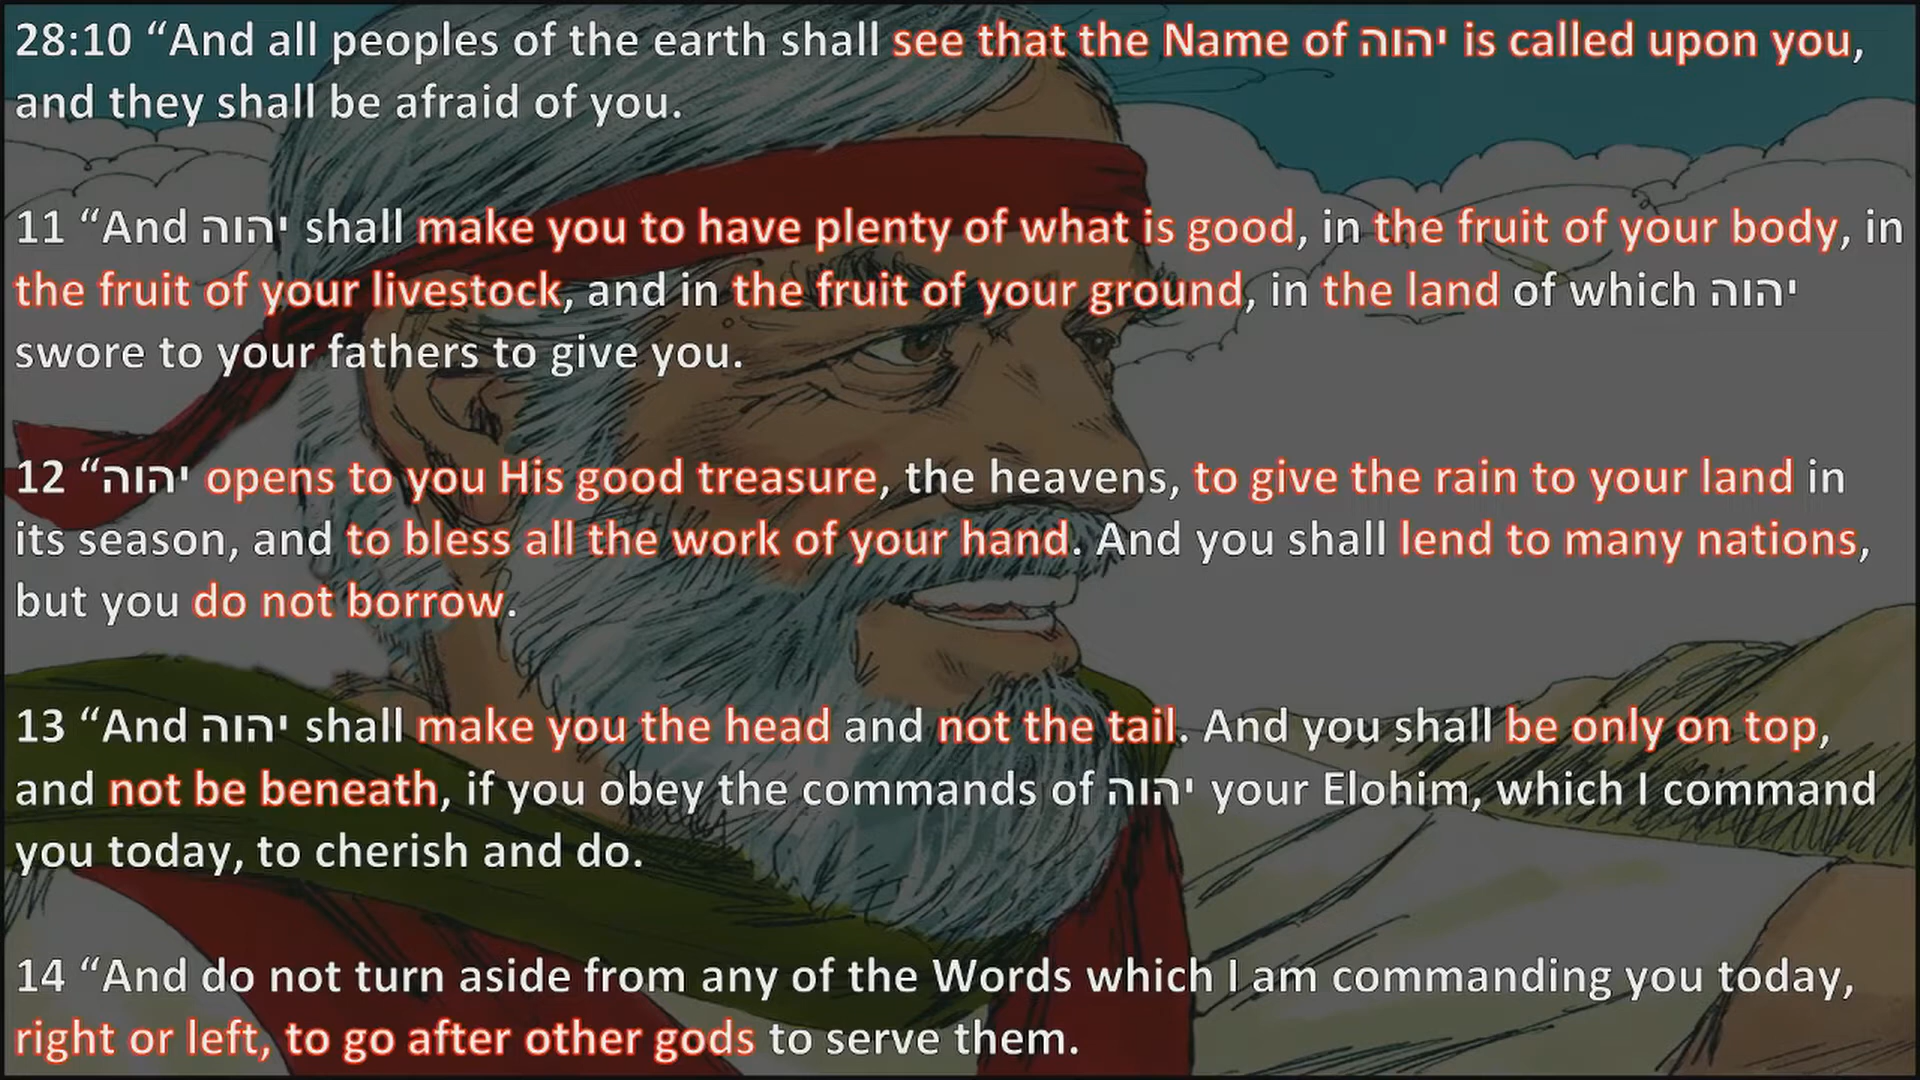 28:10 “And all peoples of the earth shall see that the Name of יהוה is called upon you,
and they shall be afraid of you.
11 “And יהוה shall make you to have plenty of what is good, in the fruit of your body, in
the fruit of your livestock, and in the fruit of your ground, in the land of which יהוה
swore to your fathers to give you.
12 “יהוה opens to you His good treasure, the heavens, to give the rain to your land in
its season, and to bless all the work of your hand. And you shall lend to many nations,
but you do not borrow.
13 “And יהוה shall make you the head and not the tail. And you shall be only on top,
and not be beneath, if you obey the commands of יהוה your Elohim, which I command
you today, to cherish and do.
14 “And do not turn aside from any of the Words which I am commanding you today,
right or left, to go after other gods to serve them.